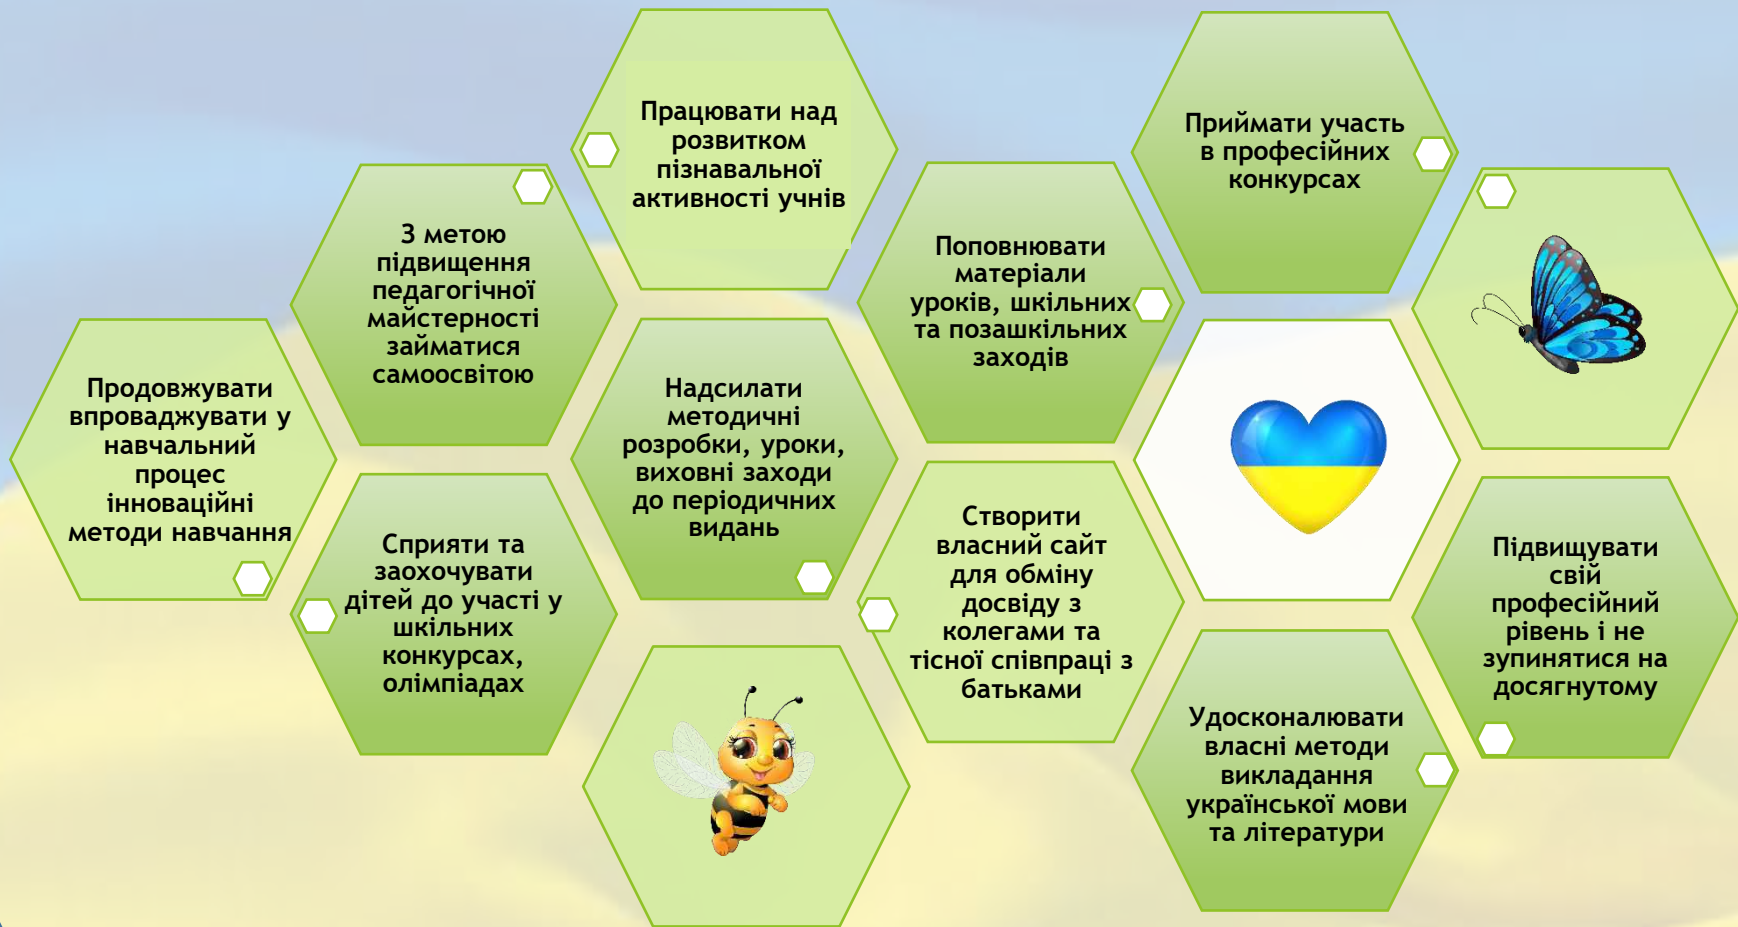 Продовжувати
впроваджувати у
навчальний
процес
інноваційні
методи навчання
З метою
підвищення
педагогічної
майстерності
займатися
самоосвітою
Сприяти та
заохочувати
дітей до участі у
шкільних
конкурсах,
олімпіадах
Працювати над
розвитком
пізнавальної
активності учнів
Надсилати
методичні
розробки, уроки,
виховні заходи
до періодичних
видань
Поповнювати
матеріали
уроків, шкільних
та позашкільних
заходів
Створити
власний сайт
для обміну
досвіду з
колегами та
тісної співпраці з
батьками
Приймати участь
в професійних
конкурсах
Удосконалювати
власні методи
викладання
української мови
та літератури
Підвищувати
свій
професійний
рівень і не
зупинятися на
досягнутому